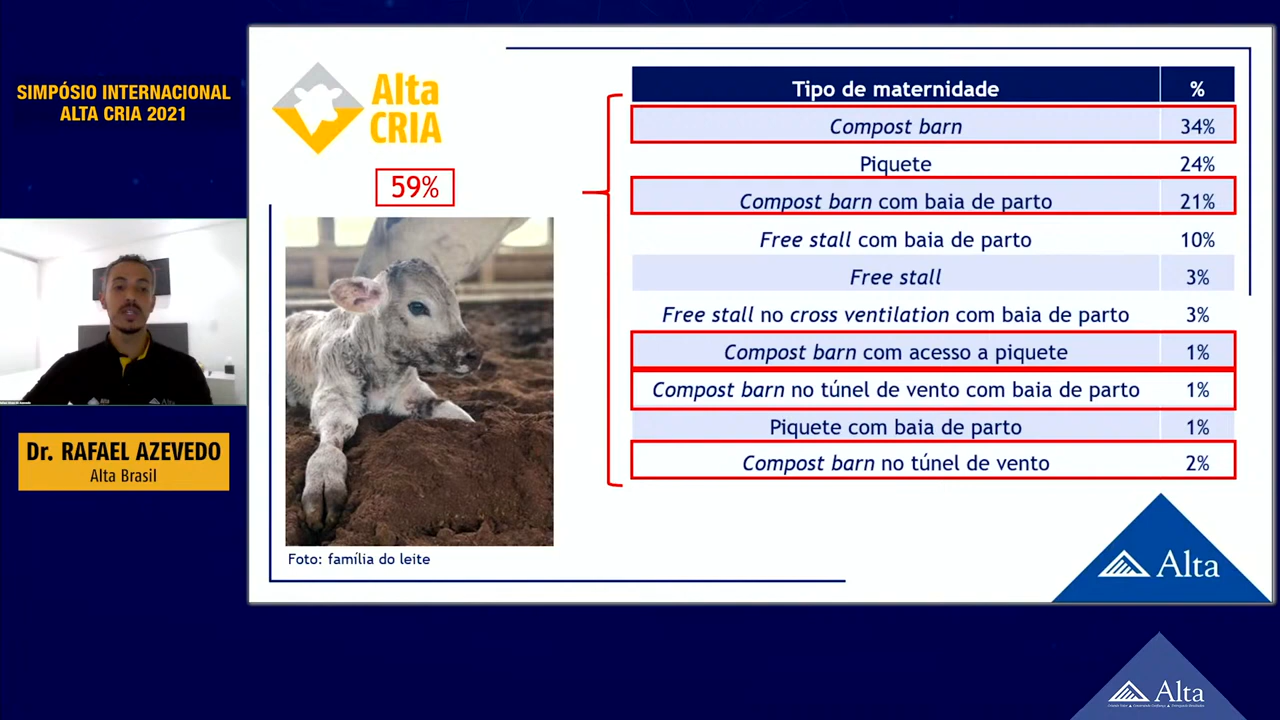 SIMPÓSIO INTERNACIONAL
ALTA CRIA 2021
Alta
CRIA
59%
Tipo de maternidade %
Compost barn 34%
Piquete 24%
Compost barn com baia de parto 21%
Free stall com baia de parto 10%
Free stall 3%
Free stall no cross ventilation com baia de parto 3%
Compost barn com acesso a piquete 1%
Compost barn no túnel de vento com baia de parto 1%
Piquete com baia de parto 1%
Compost barn no túnel de vento 2%
Foto: família do leite
Dr. RAFAEL AZEVEDO
Alta Brasil
Alta
Alta